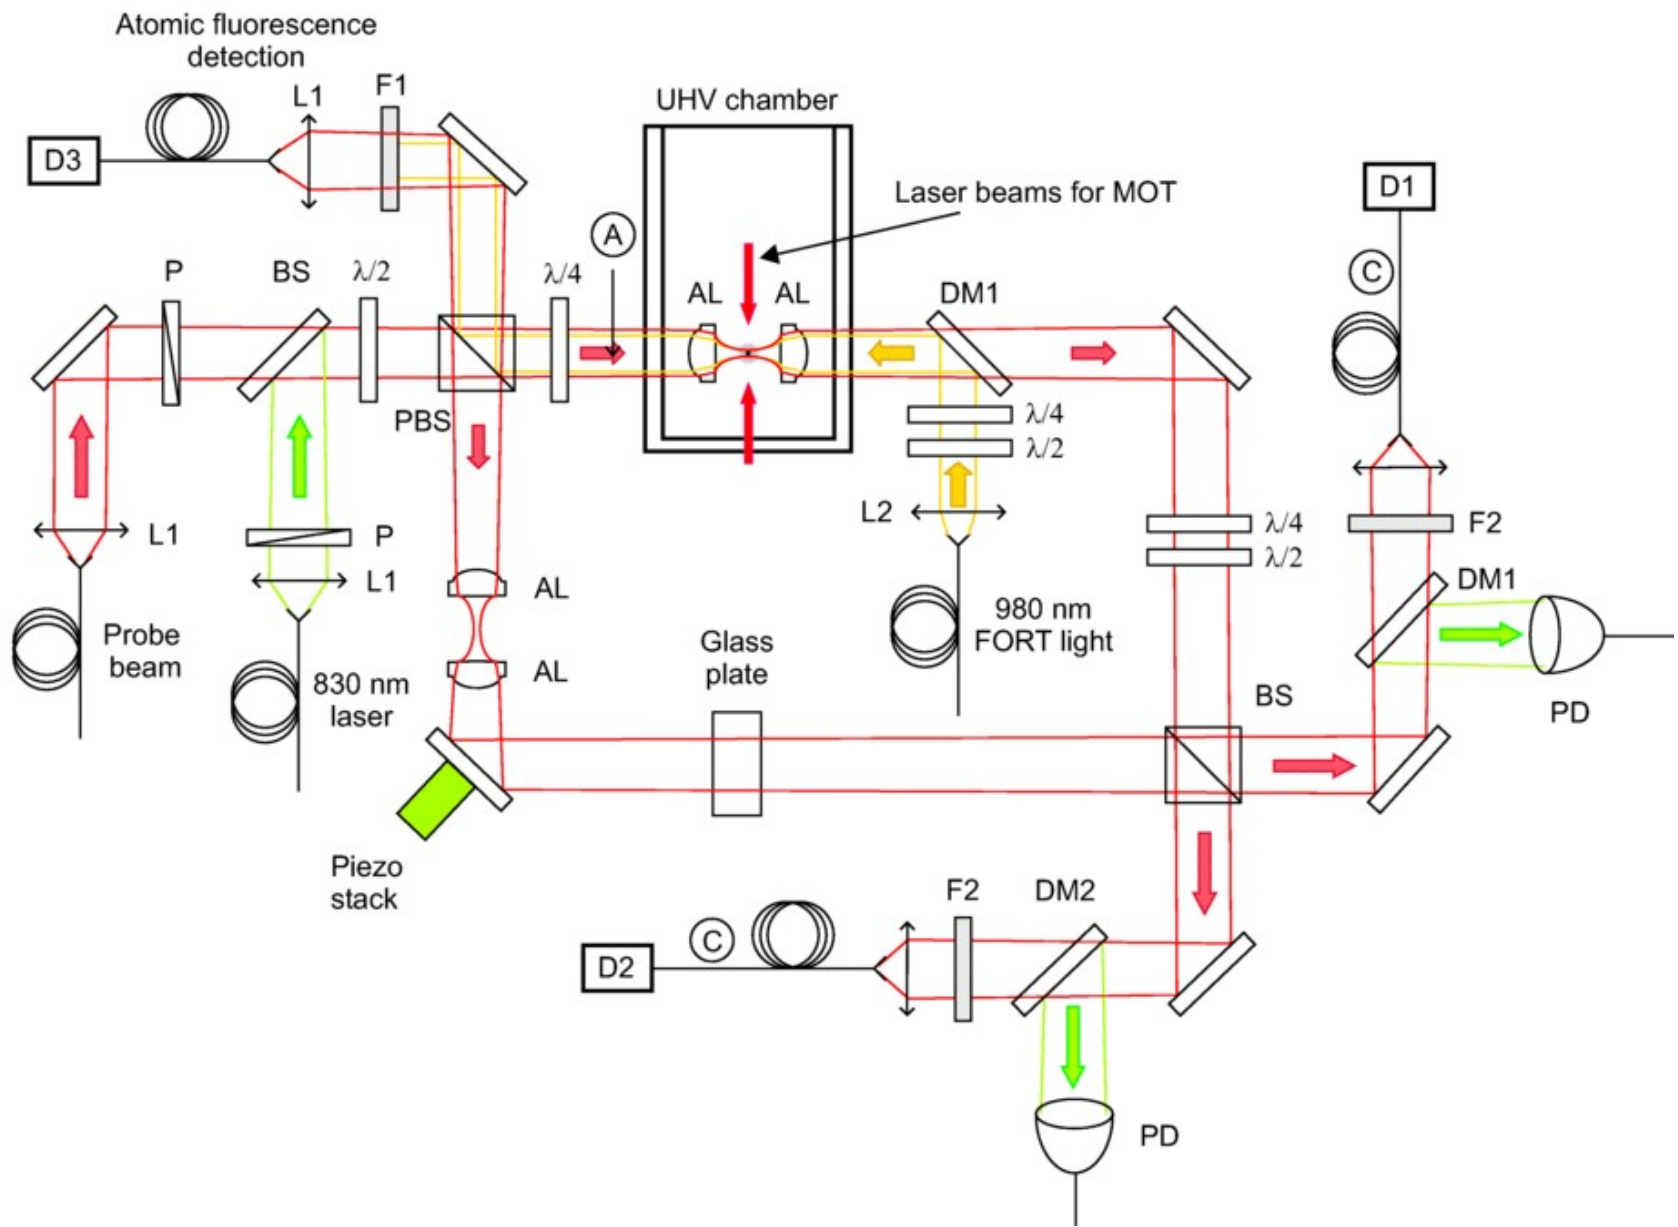 Atomic fluorescence
detection
L1
F1
UHV chamber
D3
Laser beams for MOT
D1
A
P
BS
λ/2
λ/4
AL
AL
DM1
C
PBS
λ/4
λ/2
L1
P
L2
F2
L1
AL
λ/4
λ/2
DM1
Probe
beam
830 nm
laser
AL
Glass
plate
980 nm
FORT light
BS
PD
Piezo
stack
F2
DM2
C
D2
PD